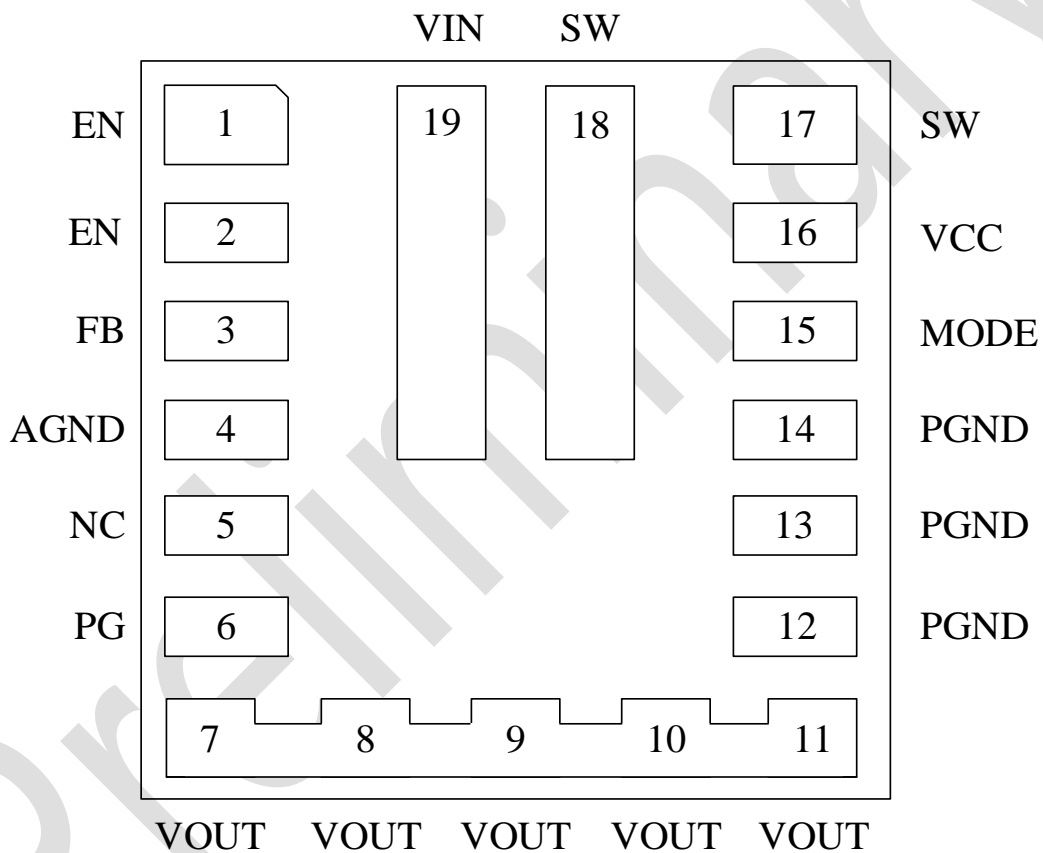 VIN SW
EN 1 19 18 17 SW
EN 2 16 VCC
FB 3 15 MODE
AGND 4 14 PGND
NC 5 13 PGND
PG 6 12 PGND
7 8 9 10 11
VOUT VOUT VOUT VOUT VOUT
Preliminary